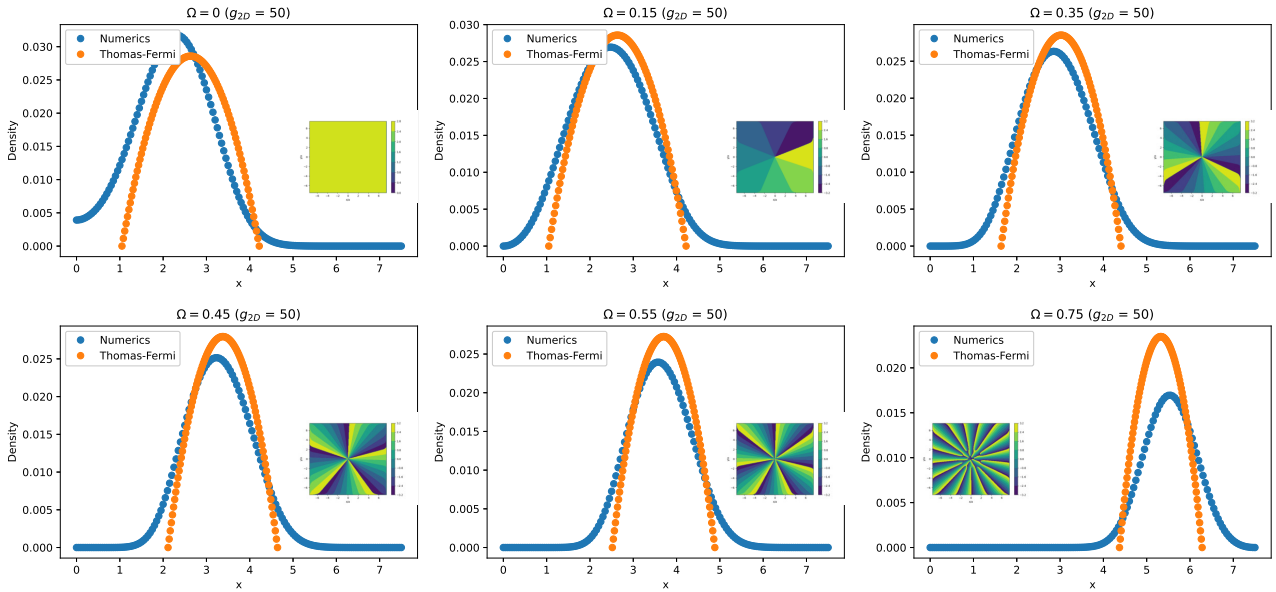 Ω = 0 (g2D = 50)
Numerics
Thomas-Fermi
Density
0.030
0.025
0.020
0.015
0.010
0.005
0.000
0 1 2 3 4 5 6 7
x
Ω = 0.15 (g2D = 50)
Numerics
Thomas-Fermi
Density
0.030
0.025
0.020
0.015
0.010
0.005
0.000
0 1 2 3 4 5 6 7
x
Ω = 0.35 (g2D = 50)
Numerics
Thomas-Fermi
Density
0.025
0.020
0.015
0.010
0.005
0.000
0 1 2 3 4 5 6 7
x
Ω = 0.45 (g2D = 50)
Numerics
Thomas-Fermi
Density
0.025
0.020
0.015
0.010
0.005
0.000
0 1 2 3 4 5 6 7
x
Ω = 0.55 (g2D = 50)
Numerics
Thomas-Fermi
Density
0.025
0.020
0.015
0.010
0.005
0.000
0 1 2 3 4 5 6 7
x
Ω = 0.75 (g2D = 50)
Numerics
Thomas-Fermi
Density
0.020
0.015
0.010
0.005
0.000
0 1 2 3 4 5 6 7
x